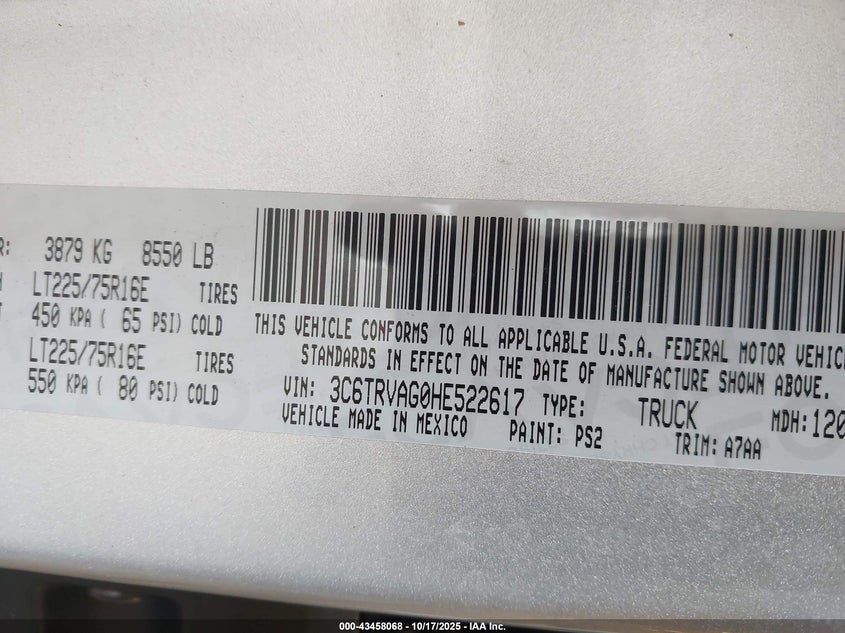 R: 3879 KG 8550 LB
LT225/75R16E TIRES
450 KPA ( 65 PSI) COLD
LT225/75R16E TIRES
550 KPA ( 80 PSI) COLD
THIS VEHICLE CONFORMS TO ALL APPLICABLE U.S.A. FEDERAL MOTOR VEHIC
STANDARDS IN EFFECT ON THE DATE OF MANUFACTURE SHOWN ABOVE.
VIN: 3C6TRVAG0HE522617 TYPE: TRUCK MDH: 120
VEHICLE MADE IN MEXICO PAINT: PS2 TRIM: A7AA
000-43458068 - 10/17/2025 - IAA Inc.